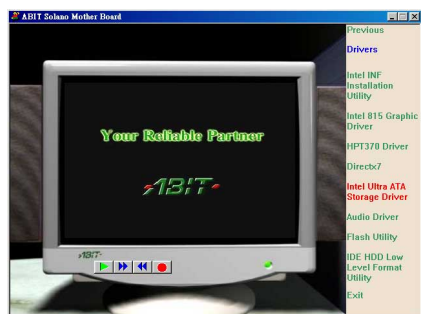 ABIT Solano Mother Board
Your Reliable Partner
ABIT
ABIT
Previous
Drivers
Intel INF
Installation
Utility
Intel 815 Graphic
Driver
HPT370 Driver
Directx7
Intel Ultra ATA
Storage Driver
Audio Driver
Flash Utility
IDE HDD Low
Level Format
Utility
Exit